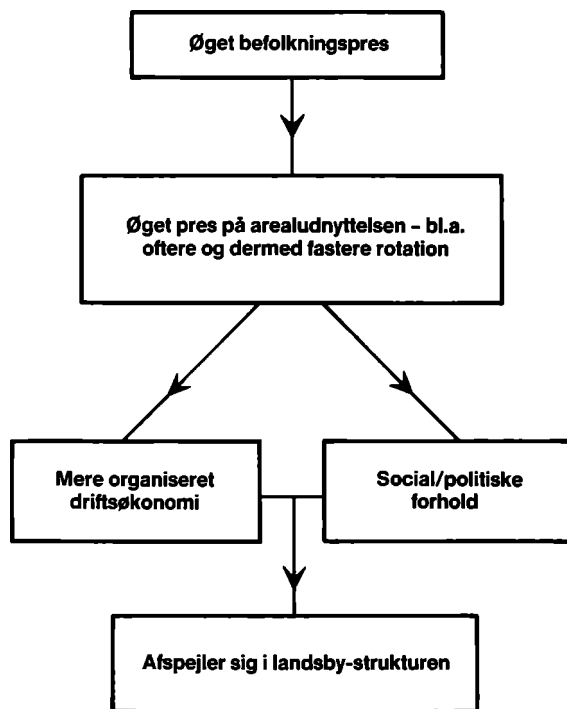 Øget befolkningspres
Øget pres på arealudnyttelsen – bl.a.
oftere og dermed fastere rotation
Mere organiseret
driftsøkonomi
Social/politiske
forhold
Afspejler sig i landsby-strukturen